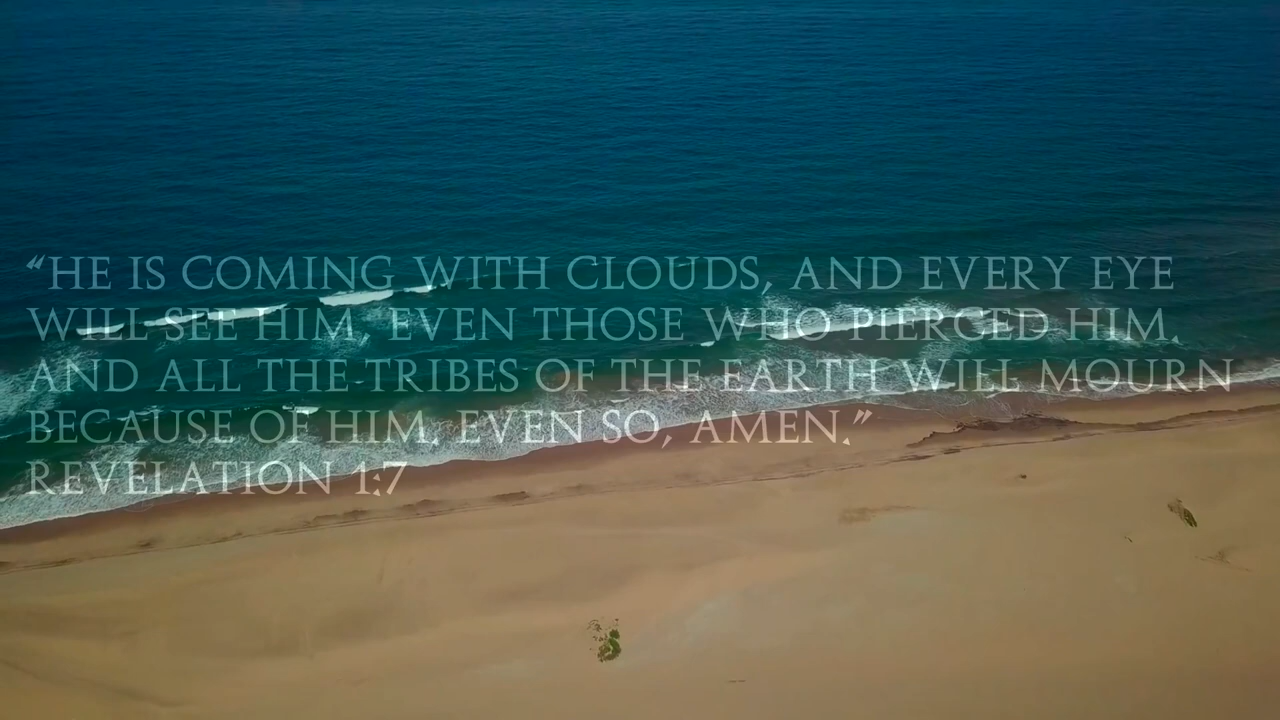 “HE IS COMING WITH CLOUDS, AND EVERY EYE
WILL SEE HIM, EVEN THOSE WHO PIERCED HIM.
AND ALL THE TRIBES OF THE EARTH WILL MOURN
BECAUSE OF HIM. EVEN SO, AMEN.”
REVELATION 1:7